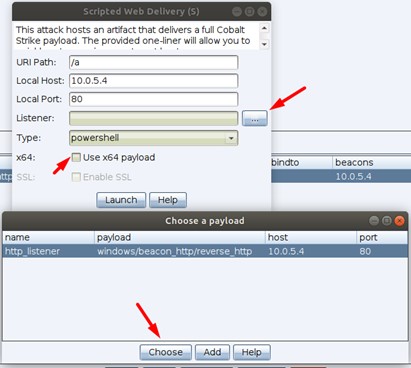 Scripted Web Delivery (S)
This attack hosts an artifact that delivers a full Cobalt
Strike payload. The provided one-liner will allow you to
URI Path: /a
Local Host: 10.0.5.4
Local Port: 80
Listener: ...
Type: powershell
x64: Use x64 payload
SSL: Enable SSL
bindto beacons
10.0.5.4
Launch Help
Choose a payload
name payload host port
http_listener windows/beacon_http/reverse_http 10.0.5.4 80
Choose Add Help